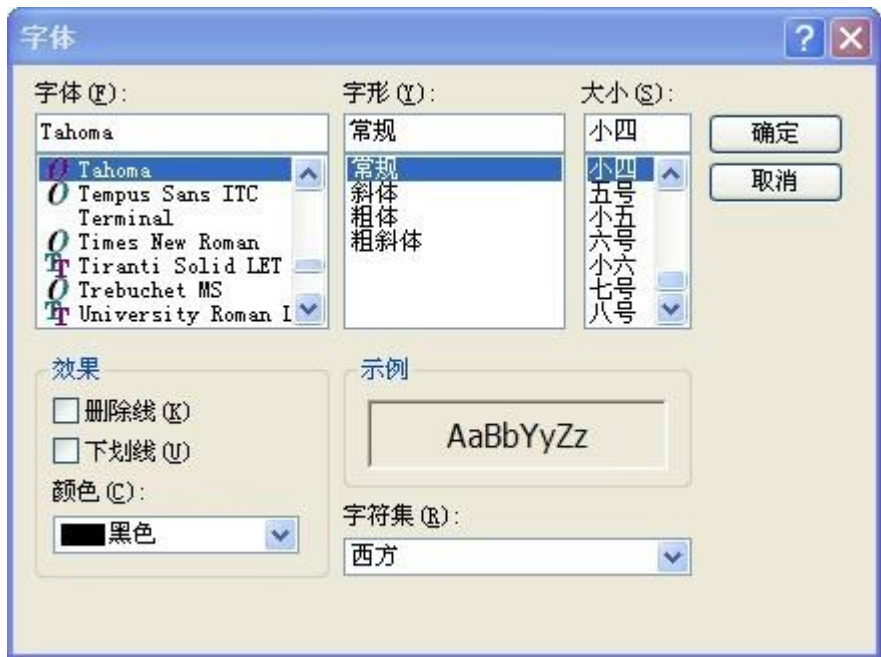 字体
字体(F):
Tahoma
Tahoma
Tempus Sans ITC
Terminal
Times New Roman
Tiranti Solid LET
Trebuchet MS
University Roman L
字形(Y):
常规
常规
斜体
粗体
粗斜体
大小(S):
小四
小四
五号
小五
六号
小六
七号
八号
确定
取消
效果
删除线(K)
下划线(U)
颜色(C):
黑色
示例
AaBbYyZz
字符集(R):
西方